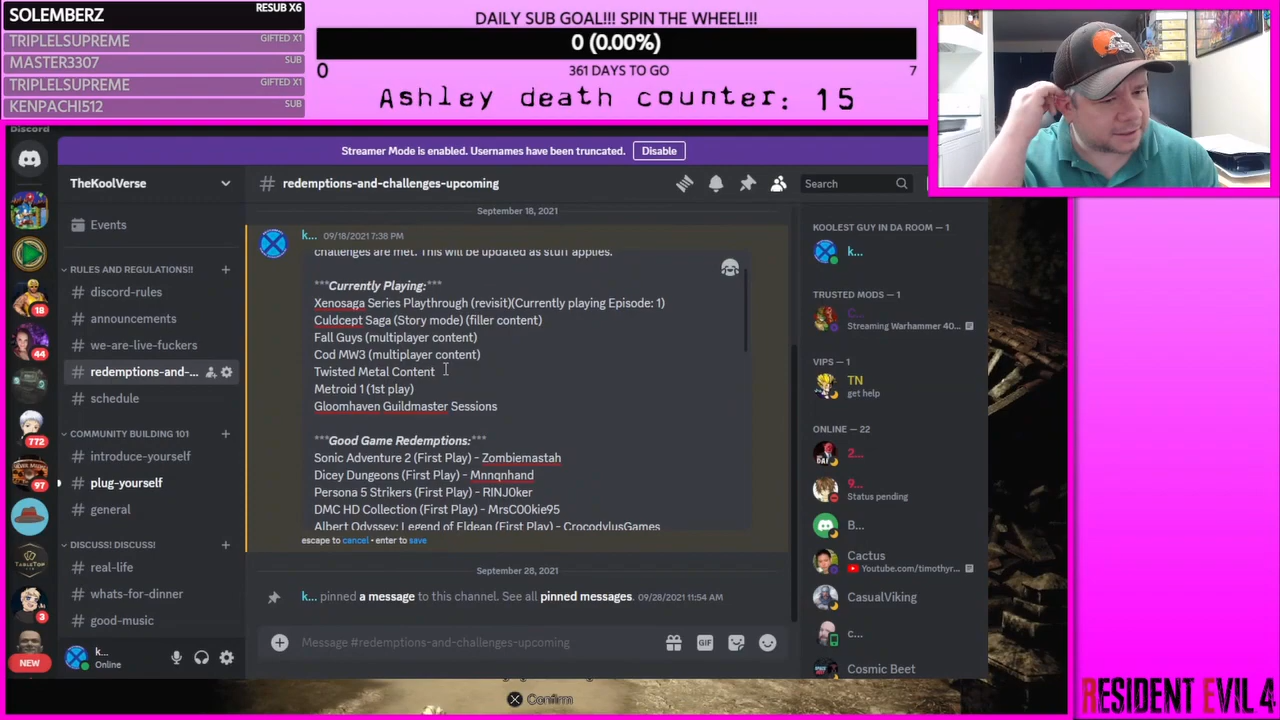 SOLEMBERZ RESUB X6
TRIPLELSUPREME GIFTED X1
MASTER3307 SUB
TRIPLELSUPREME GIFTED X1
KENPACHI512 SUB
DAILY SUB GOAL!!! SPIN THE WHEEL!!!
0 (0.00%)
0 361 DAYS TO GO 7
Ashley death counter: 15
Discord
Streamer Mode is enabled. Usernames have been truncated. Disable
TheKoolVerse
Events
RULES AND REGULATIONS!!
# discord-rules
# announcements
# we-are-live-fuckers
# redemptions-and-...
# schedule
COMMUNITY BUILDING 101
# introduce-yourself
# plug-yourself
# general
DISCUSS! DISCUSS!
# real-life
# whats-for-dinner
# good-music
k...
Online
18
44
772
97
TABLETOP
3
NEW
# redemptions-and-challenges-upcoming
Search
September 18, 2021
k... 09/18/2021 7:38 PM
challenges are met. This will be updated as stuff applies.
***Currently Playing:***
Xenosaga Series Playthrough (revisit)(Currently playing Episode: 1)
Culdcept Saga (Story mode) (filler content)
Fall Guys (multiplayer content)
Cod MW3 (multiplayer content)
Twisted Metal Content
Metroid 1 (1st play)
Gloomhaven Guildmaster Sessions
***Good Game Redemptions:***
Sonic Adventure 2 (First Play) - Zombiemastah
Dicey Dungeons (First Play) - Mnnqnhand
Persona 5 Strikers (First Play) - RINJ0ker
DMC HD Collection (First Play) - MrsC00kie95
Albert Odyssey: Legend of Eldean (First Play) - CrocodylusGames
escape to cancel • enter to save
September 28, 2021
k... pinned a message to this channel. See all pinned messages. 09/28/2021 11:54 AM
Message #redemptions-and-challenges-upcoming
GIF
KOOLEST GUY IN DA ROOM — 1
k...
TRUSTED MODS — 1
C...
Streaming Warhammer 40...
VIPS — 1
TN
get help
ONLINE — 22
2...
9...
Status pending
B...
Cactus
Youtube.com/timothyr...
CasualViking
c...
Cosmic Beet
Confirm
RESIDENT EVIL 4